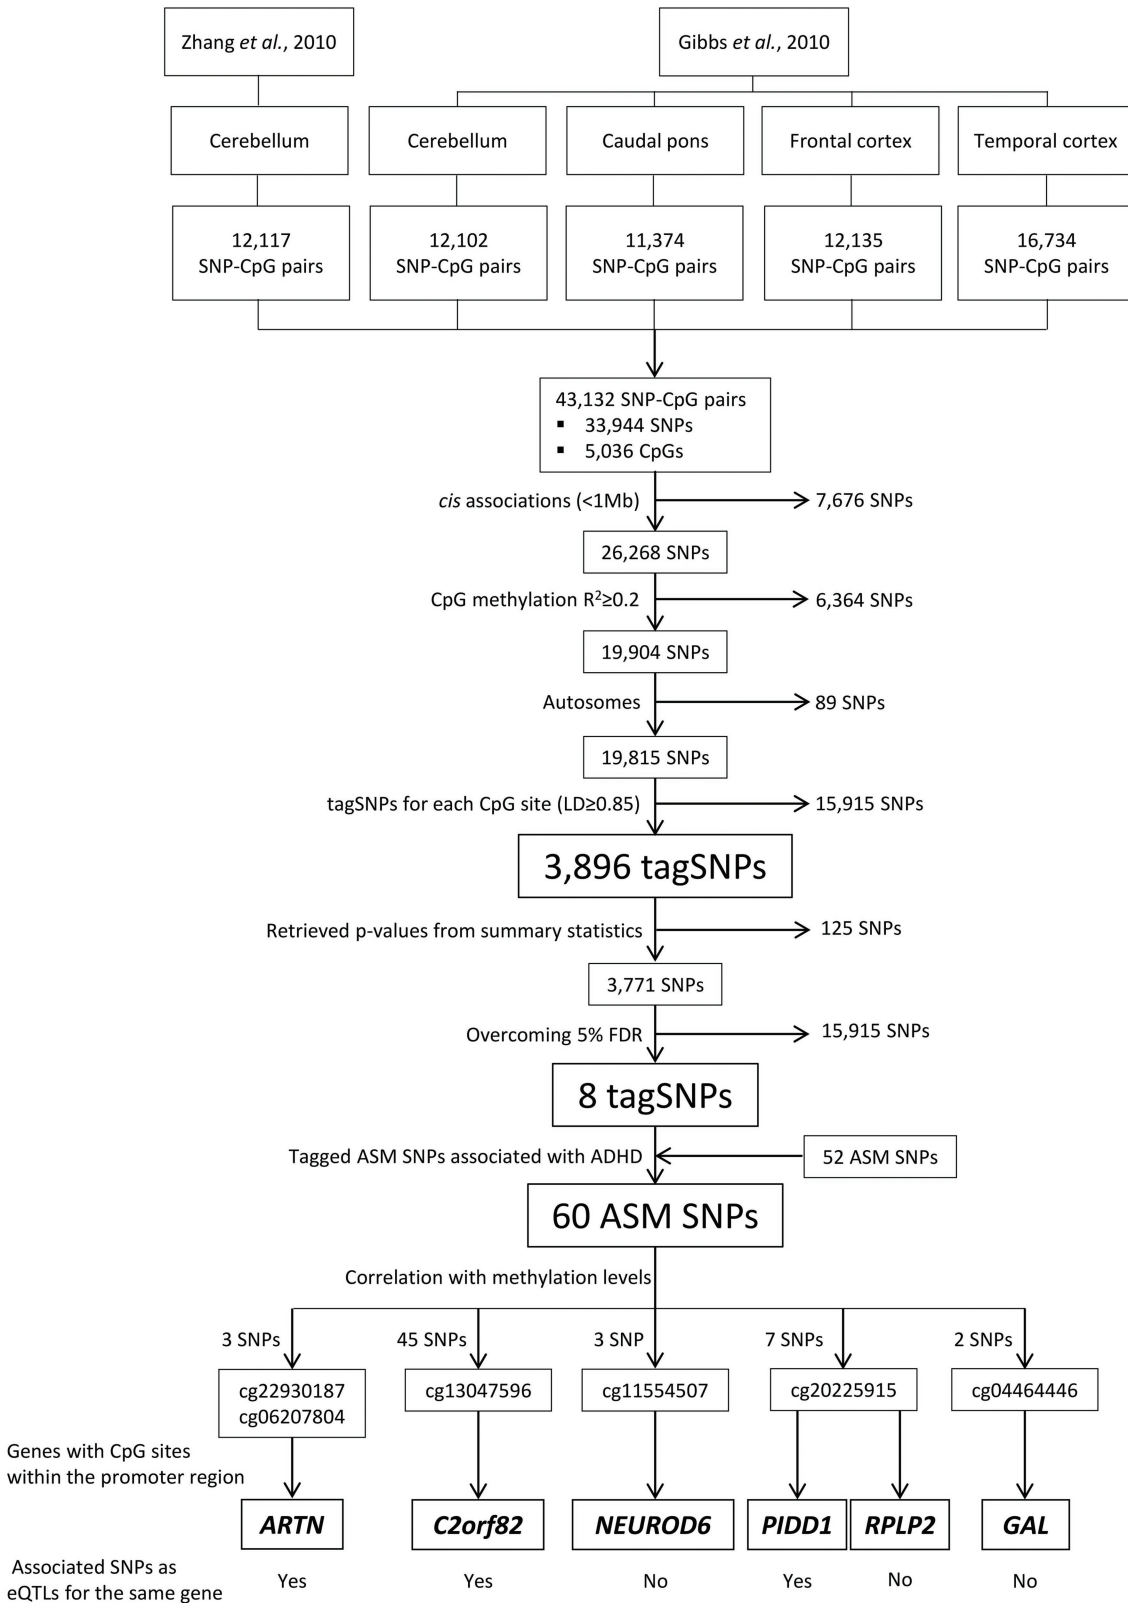 Zhang et al., 2010
Gibbs et al., 2010
Cerebellum
Cerebellum
Caudal pons
Frontal cortex
Temporal cortex
12,117
SNP-CpG pairs
12,102
SNP-CpG pairs
11,374
SNP-CpG pairs
12,135
SNP-CpG pairs
16,734
SNP-CpG pairs
43,132 SNP-CpG pairs
▪ 33,944 SNPs
▪ 5,036 CpGs
cis associations (<1Mb)
7,676 SNPs
26,268 SNPs
CpG methylation R²≥0.2
6,364 SNPs
19,904 SNPs
Autosomes
89 SNPs
19,815 SNPs
tagSNPs for each CpG site (LD≥0.85)
15,915 SNPs
3,896 tagSNPs
Retrieved p-values from summary statistics
125 SNPs
3,771 SNPs
Overcoming 5% FDR
15,915 SNPs
8 tagSNPs
Tagged ASM SNPs associated with ADHD
52 ASM SNPs
60 ASM SNPs
Correlation with methylation levels
3 SNPs
45 SNPs
3 SNP
7 SNPs
2 SNPs
cg22930187
cg06207804
cg13047596
cg11554507
cg20225915
cg04464446
Genes with CpG sites
within the promoter region
ARTN
C2orf82
NEUROD6
PIDD1
RPLP2
GAL
Associated SNPs as
eQTLs for the same gene
Yes
Yes
No
Yes
No
No